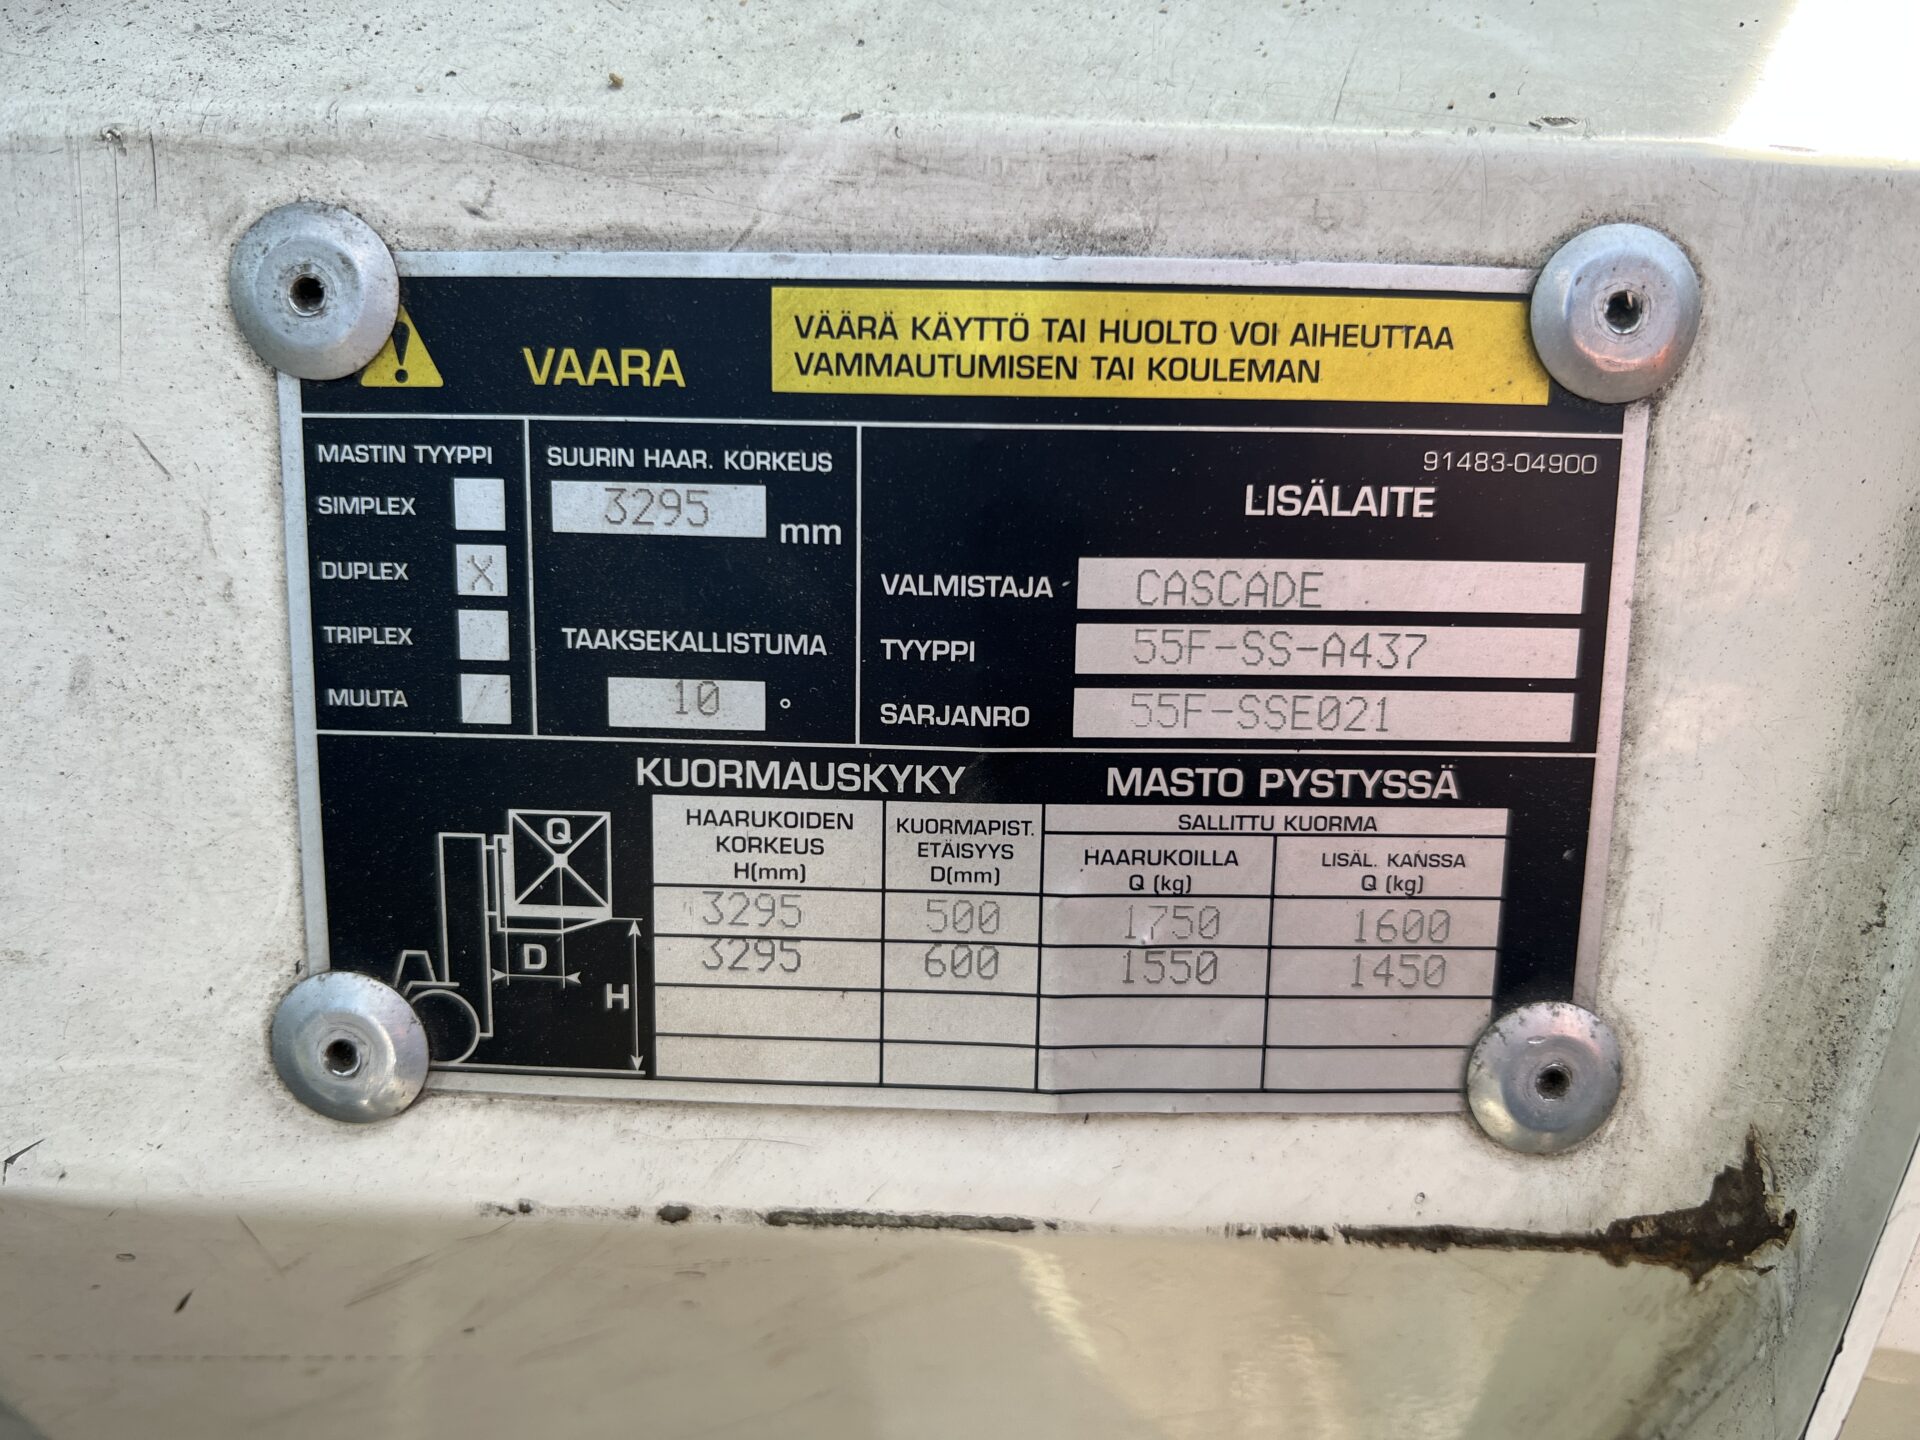 VAARA
VÄÄRÄ KÄYTTÖ TAI HUOLTO VOI AIHEUTTAA
VAMMAUTUMISEN TAI KOULEMAN
MASTIN TYYPPI
SIMPLEX
DUPLEX X
TRIPLEX
MUUTA
SUURIN HAAR. KORKEUS
3295 mm
TAAKSEKALLISTUMA
10 °
91483-04900
LISÄLAITE
VALMISTAJA CASCADE
TYYPPI 55F-SS-A437
SARJANRO 55F-SSE021
KUORMAUSKYKY MASTO PYSTYSSÄ
Q
D
H
HAARUKOIDEN
KORKEUS
H(mm)
KUORMAPIST.
ETÄISYYS
D(mm)
SALLITTU KUORMA
HAARUKOILLA
Q (kg)
LISÄL. KANSSA
Q (kg)
3295 500 1750 1600
3295 600 1550 1450